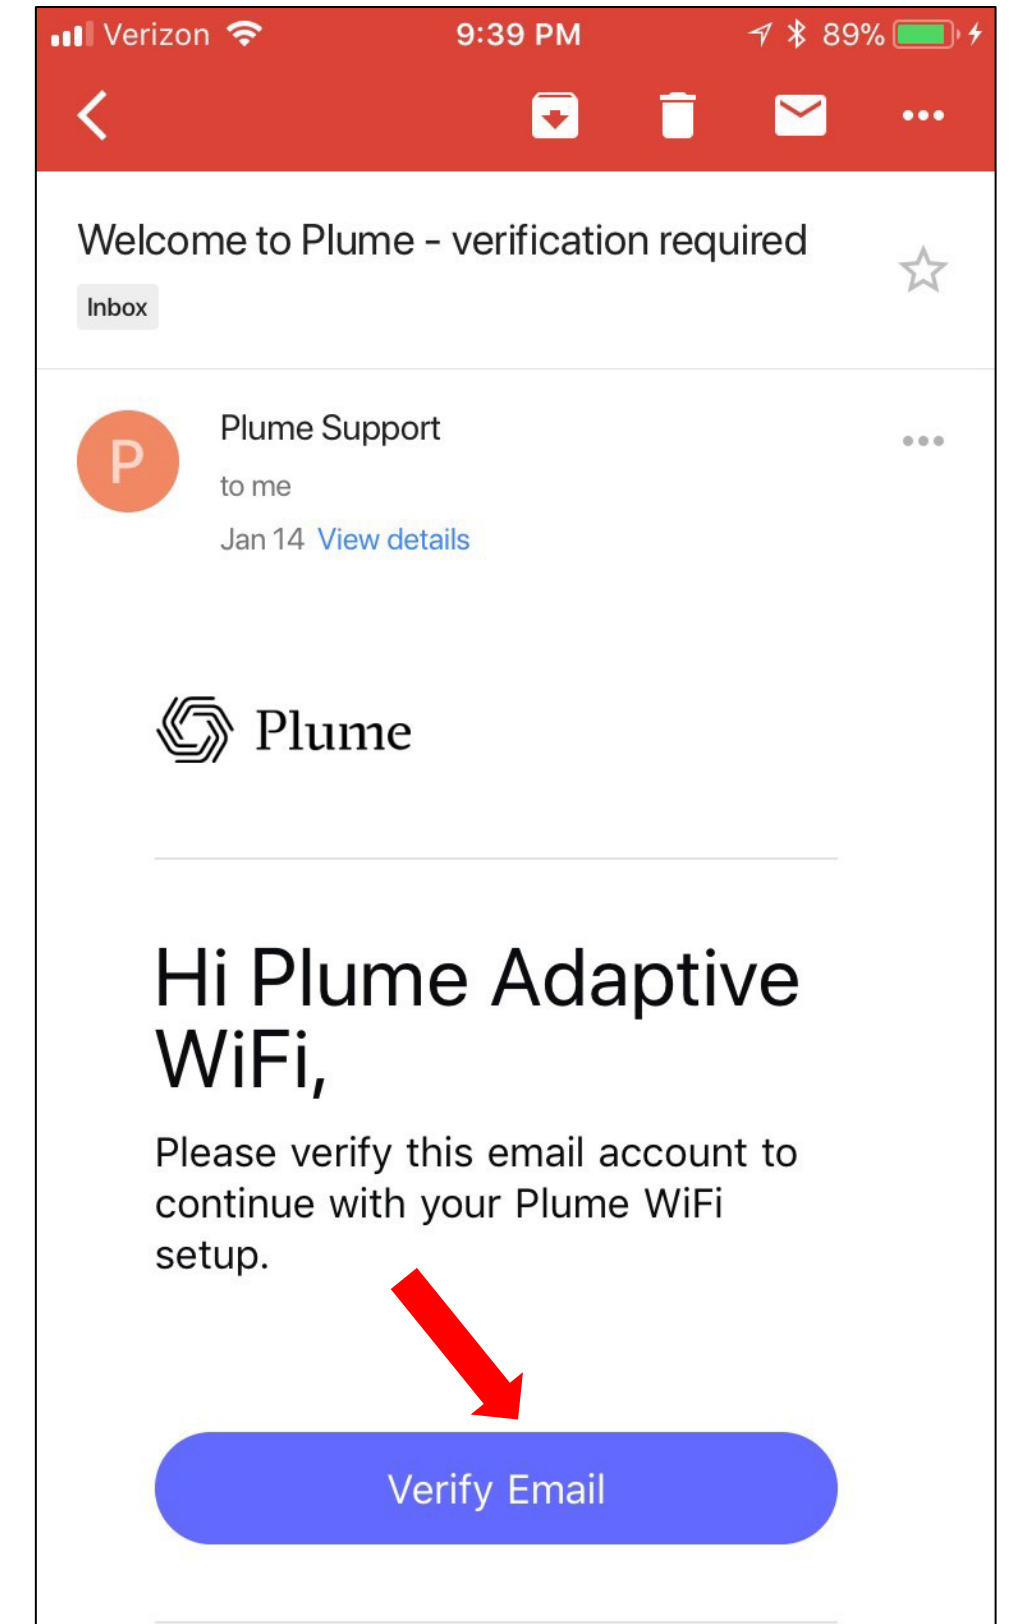 Verizon 9:39 PM 89%
Welcome to Plume - verification required
Inbox
P
Plume Support
to me
Jan 14 View details
Plume
Hi Plume Adaptive
WiFi,
Please verify this email account to
continue with your Plume WiFi
setup.
Verify Email